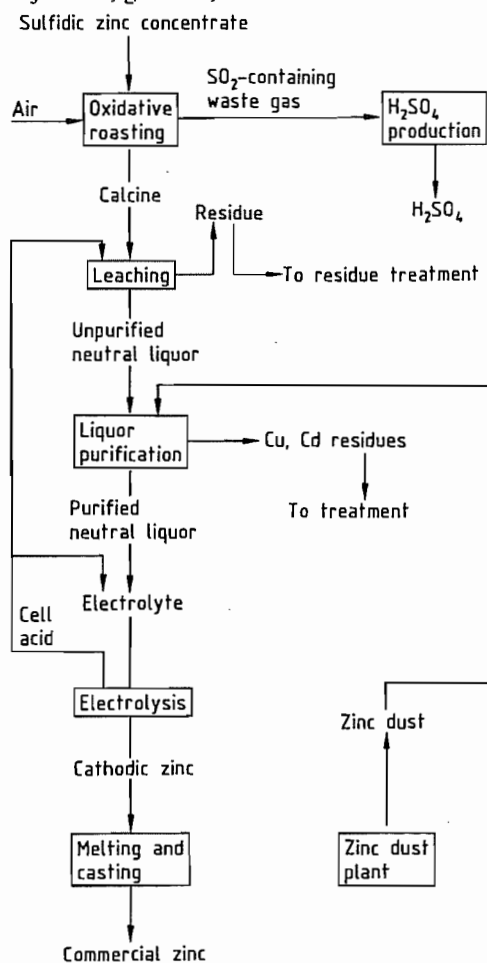 Sulfidic zinc concentrate
SO₂-containing
waste gas
Air
Oxidative
roasting
H₂SO₄
production
Calcine
Residue
H₂SO₄
Leaching
To residue treatment
Unpurified
neutral liquor
Liquor
purification
Cu, Cd residues
Purified
neutral liquor
To treatment
Electrolyte
Cell
acid
Electrolysis
Zinc dust
Cathodic zinc
Melting and
casting
Zinc dust
plant
Commercial zinc